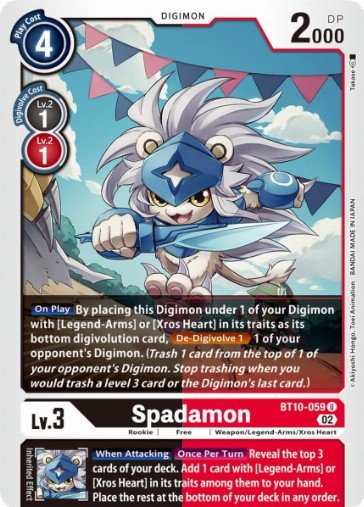 Play Cost
4
DIGIMON
2000
DP
Digivolve Cost
Lv.2
1
Lv.2
1
Takase
© Akiyoshi Hongo, Toei Animation BANDAI MADE IN JAPAN
On Play By placing this Digimon under 1 of your Digimon
with [Legend-Arms] or [Xros Heart] in its traits as its
bottom digivolution card, De-Digivolve 1 1 of your
opponent's Digimon. (Trash 1 card from the top of 1 of
your opponent's Digimon. Stop trashing when you
would trash a level 3 card or the Digimon's last card.)
BT10-059 U
Lv.3
Spadamon
02
Rookie | Free | Weapon/Legend-Arms/Xros Heart
Inherited Effect
When Attacking Once Per Turn Reveal the top 3
cards of your deck. Add 1 card with [Legend-Arms] or
[Xros Heart] in its traits among them to your hand.
Place the rest at the bottom of your deck in any order.